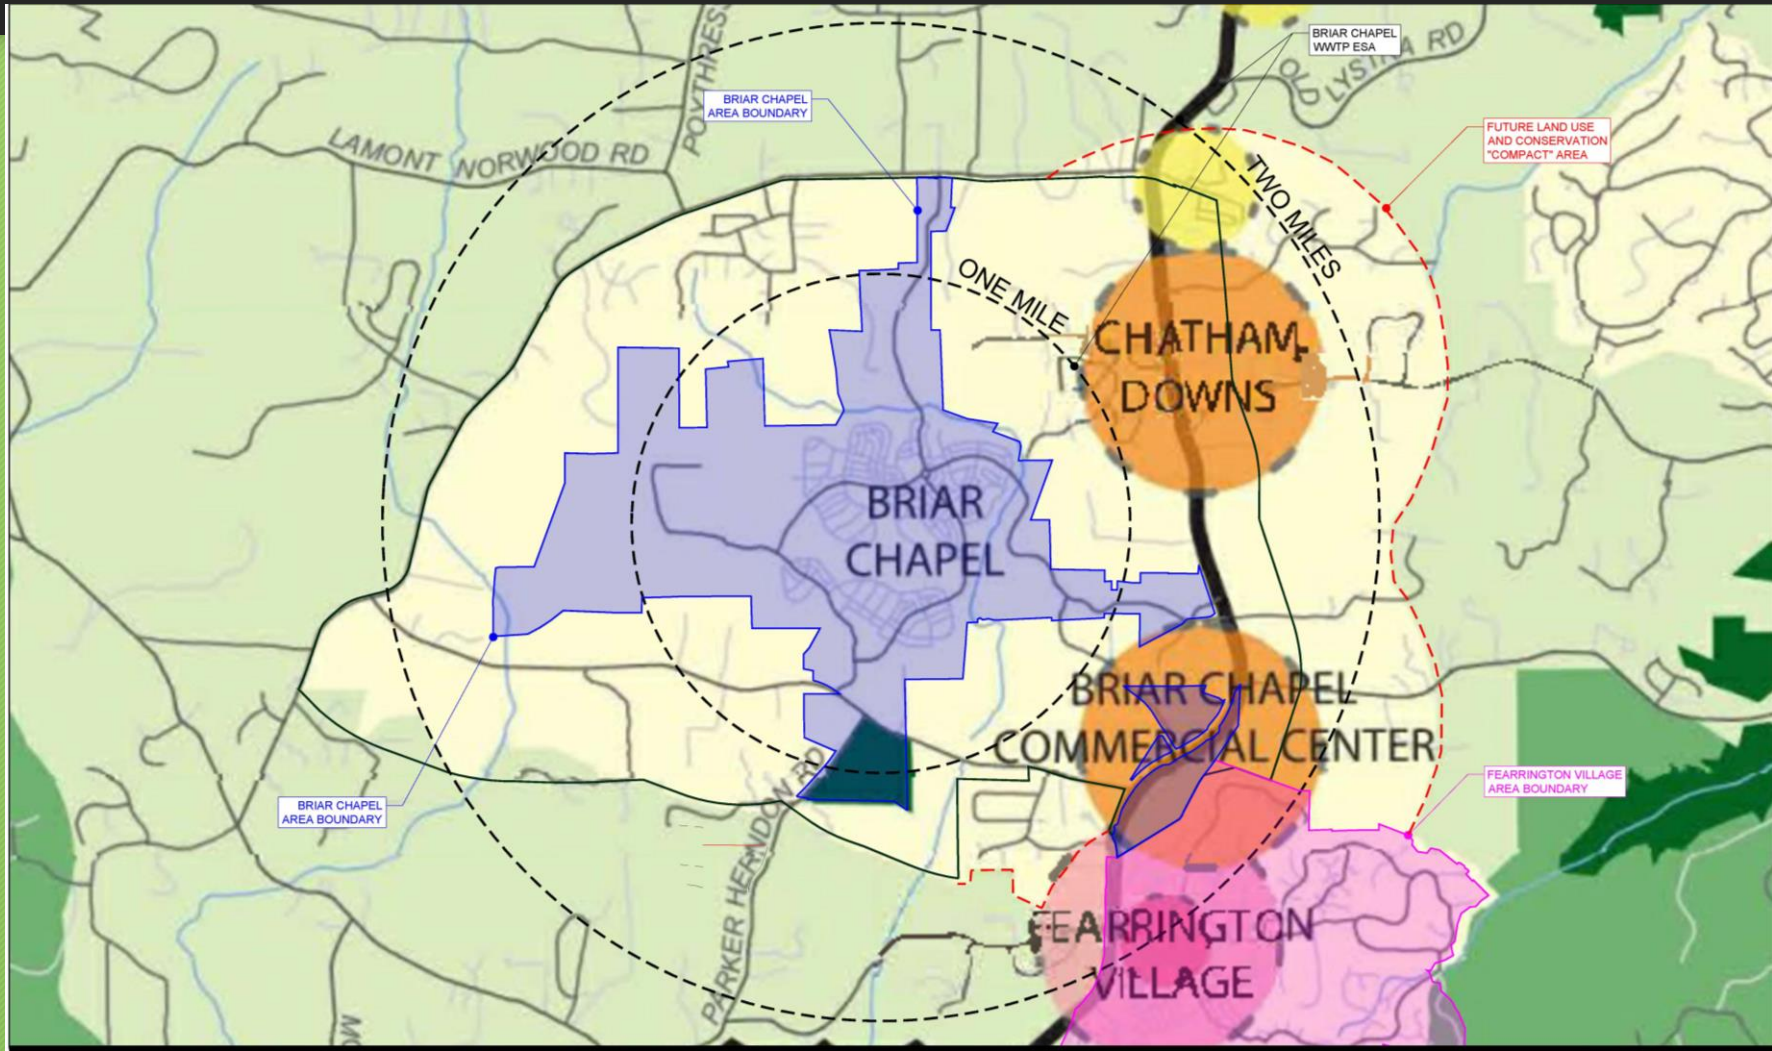 BRIAR CHAPEL
WWTP ESA
OLD LYSTRA RD
BRIAR CHAPEL
AREA BOUNDARY
FUTURE LAND USE
AND CONSERVATION
"COMPACT" AREA
LAMONT NORWOOD RD
POYTHRESS
TWO MILES
ONE MILE
CHATHAM
DOWNS
BRIAR
CHAPEL
BRIAR CHAPEL
COMMERCIAL CENTER
FEARRINGTON VILLAGE
AREA BOUNDARY
BRIAR CHAPEL
AREA BOUNDARY
PARKER HERNDON RD
FEARRINGTON
VILLAGE